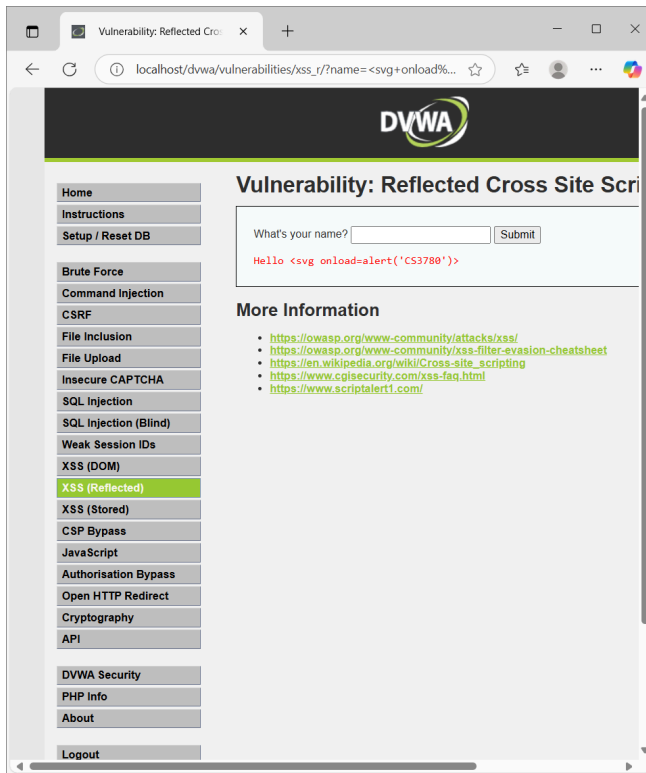 Vulnerability: Reflected Cros
localhost/dvwa/vulnerabilities/xss_r/?name=<svg+onload%...
DVWA
Home
Instructions
Setup / Reset DB
Brute Force
Command Injection
CSRF
File Inclusion
File Upload
Insecure CAPTCHA
SQL Injection
SQL Injection (Blind)
Weak Session IDs
XSS (DOM)
XSS (Reflected)
XSS (Stored)
CSP Bypass
JavaScript
Authorisation Bypass
Open HTTP Redirect
Cryptography
API
DVWA Security
PHP Info
About
Logout
Vulnerability: Reflected Cross Site Scri
What's your name? Submit
Hello <svg onload=alert('CS3780')>
More Information
https://owasp.org/www-community/attacks/xss/
https://owasp.org/www-community/xss-filter-evasion-cheatsheet
https://en.wikipedia.org/wiki/Cross-site_scripting
https://www.cgisecurity.com/xss-faq.html
https://www.scriptalert1.com/